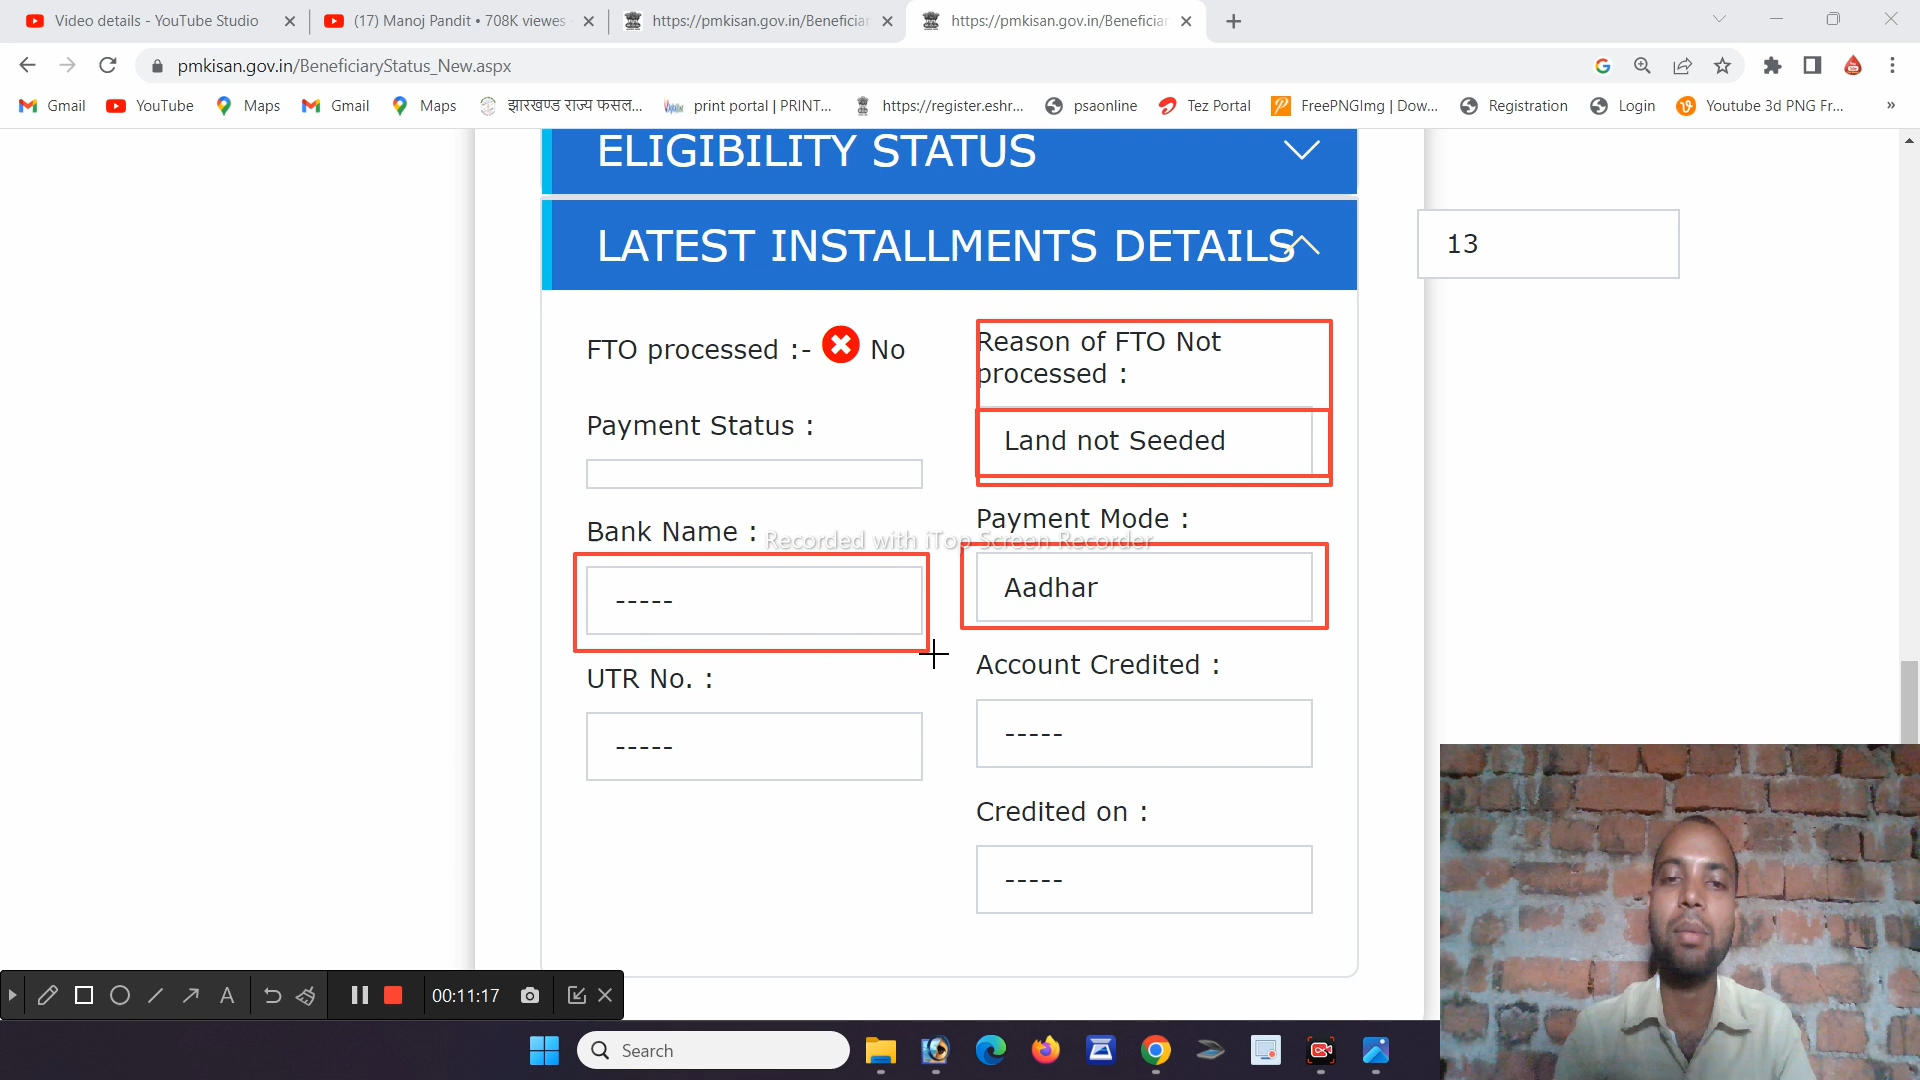 Video details - YouTube Studio
(17) Manoj Pandit • 708K viewes
https://pmkisan.gov.in/Beneficiar
https://pmkisan.gov.in/Beneficiar
pmkisan.gov.in/BeneficiaryStatus_New.aspx
Gmail
YouTube
Maps
Gmail
Maps
झारखण्ड राज्य फसल...
print portal | PRINT...
https://register.eshr...
psaonline
Tez Portal
FreePNGImg | Dow...
Registration
Login
Youtube 3d PNG Fr...
»
ELIGIBILITY STATUS
LATEST INSTALLMENTS DETAILS
13
FTO processed :- No
Reason of FTO Not
processed :
Land not Seeded
Payment Status :
Bank Name :
-----
Payment Mode :
Aadhar
Recorded with iTop Screen Recorder
UTR No. :
-----
Account Credited :
-----
Credited on :
-----
A
00:11:17
Search